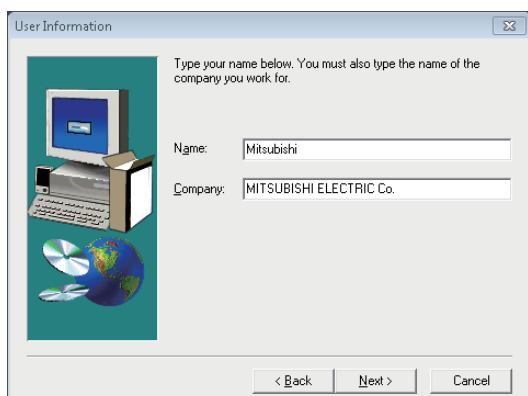 User Information
Type your name below. You must also type the name of the
company you work for.
Name: Mitsubishi
Company: MITSUBISHI ELECTRIC Co.
< Back Next > Cancel